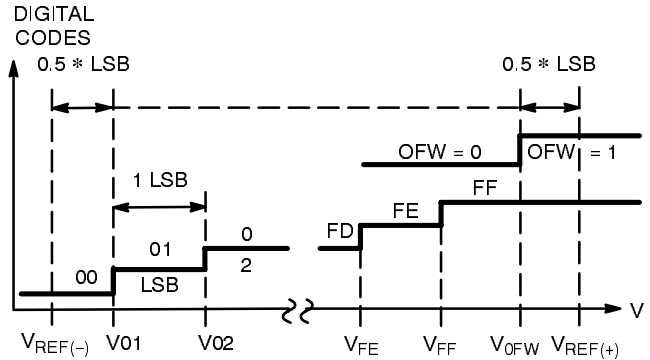 DIGITAL
CODES
0.5 * LSB
0.5 * LSB
OFW = 0
OFW = 1
1 LSB
FF
FE
FD
0
2
01
LSB
00
V
VREF(–)
V01
V02
VFE
VFF
V0FW
VREF(+)